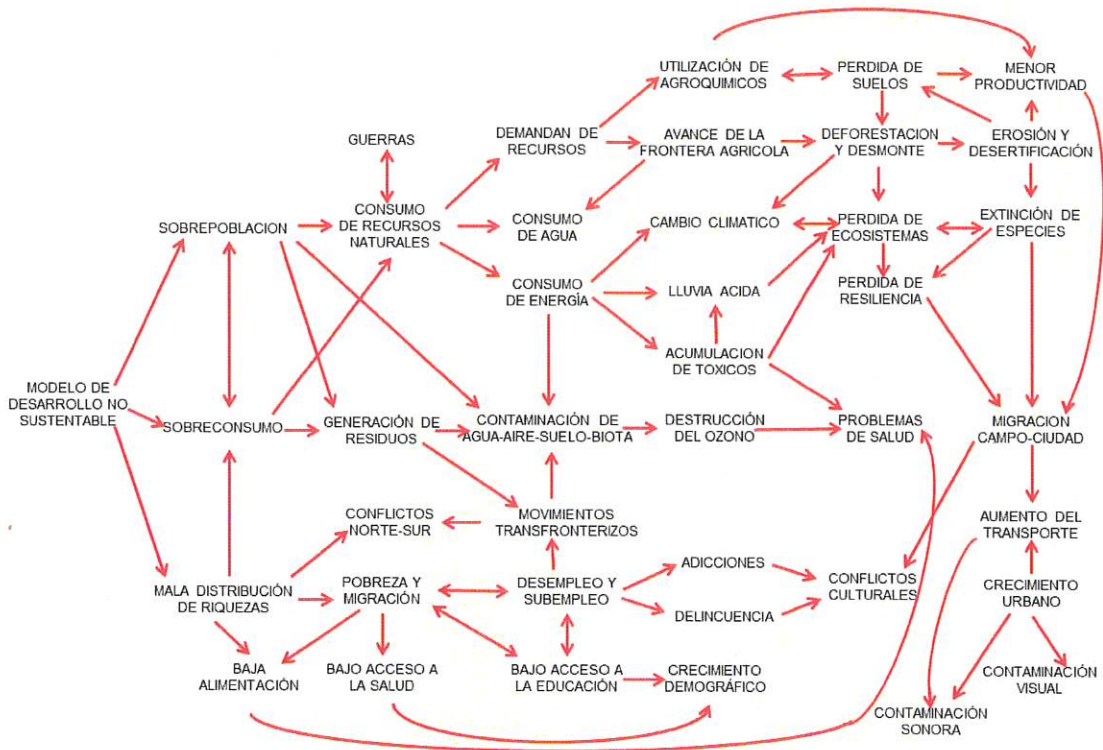 UTILIZACIÓN DE
AGROQUIMICOS
PERDIDA DE
SUELOS
MENOR
PRODUCTIVIDAD
GUERRAS
DEMANDAN DE
RECURSOS
AVANCE DE LA
FRONTERA AGRICOLA
DEFORESTACION
Y DESMONTE
EROSIÓN Y
DESERTIFICACIÓN
SOBREPOBLACION
CONSUMO
DE RECURSOS
NATURALES
CONSUMO
DE AGUA
CAMBIO CLIMATICO
PERDIDA DE
ECOSISTEMAS
EXTINCIÓN DE
ESPECIES
CONSUMO
DE ENERGÍA
LLUVIA ACIDA
PERDIDA DE
RESILIENCIA
ACUMULACION
DE TOXICOS
MODELO DE
DESARROLLO NO
SUSTENTABLE
SOBRECONSUMO
GENERACIÓN DE
RESIDUOS
CONTAMINACIÓN DE
AGUA-AIRE-SUELO-BIOTA
DESTRUCCIÓN
DEL OZONO
PROBLEMAS
DE SALUD
MIGRACION
CAMPO-CIUDAD
CONFLICTOS
NORTE-SUR
MOVIMIENTOS
TRANSFRONTERIZOS
AUMENTO DEL
TRANSPORTE
MALA DISTRIBUCIÓN
DE RIQUEZAS
POBREZA Y
MIGRACIÓN
DESEMPLEO Y
SUBEMPLEO
ADICCIONES
DELINCUENCIA
CONFLICTOS
CULTURALES
CRECIMIENTO
URBANO
BAJA
ALIMENTACIÓN
BAJO ACCESO A
LA SALUD
BAJO ACCESO A
LA EDUCACIÓN
CRECIMIENTO
DEMOGRÁFICO
CONTAMINACIÓN
VISUAL
CONTAMINACIÓN
SONORA